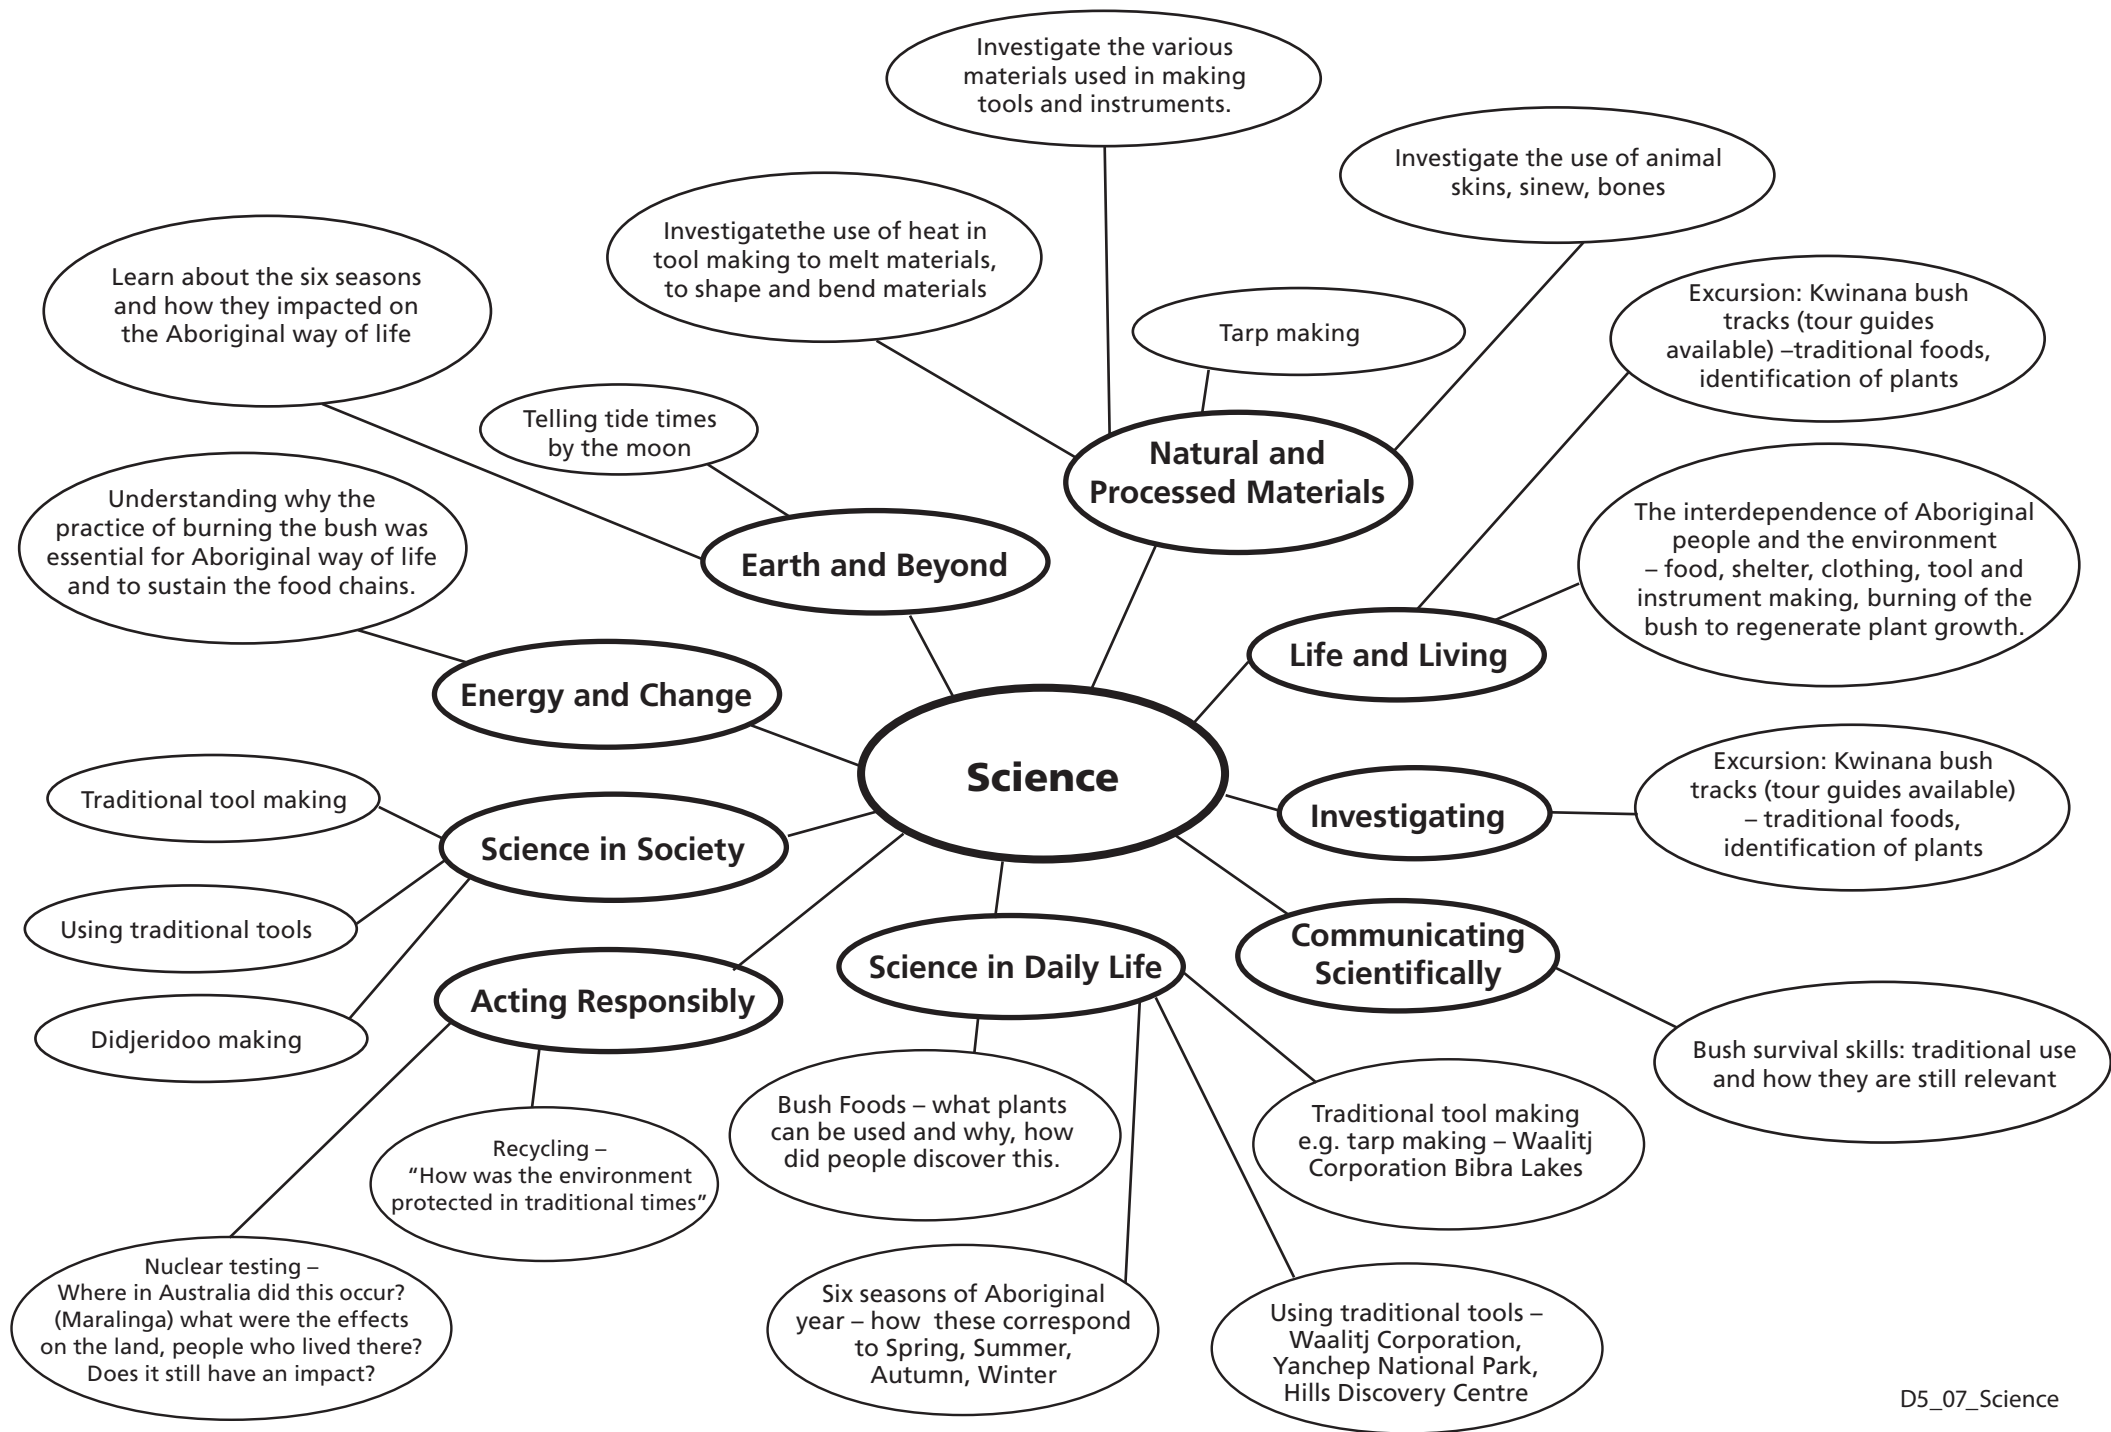 Investigate the various
materials used in making
tools and instruments.
Investigate the use of animal
skins, sinew, bones
Investigatethe use of heat in
tool making to melt materials,
to shape and bend materials
Tarp making
Natural and
Processed Materials
Learn about the six seasons
and how they impacted on
the Aboriginal way of life
Telling tide times
by the moon
Earth and Beyond
Excursion: Kwinana bush
tracks (tour guides
available) –traditional foods,
identification of plants
The interdependence of Aboriginal
people and the environment
– food, shelter, clothing, tool and
instrument making, burning of the
bush to regenerate plant growth.
Life and Living
Understanding why the
practice of burning the bush was
essential for Aboriginal way of life
and to sustain the food chains.
Energy and Change
Science
Investigating
Excursion: Kwinana bush
tracks (tour guides available)
– traditional foods,
identification of plants
Traditional tool making
Science in Society
Using traditional tools
Didjeridoo making
Acting Responsibly
Science in Daily Life
Communicating
Scientifically
Bush survival skills: traditional use
and how they are still relevant
Recycling –
“How was the environment
protected in traditional times”
Bush Foods – what plants
can be used and why, how
did people discover this.
Traditional tool making
e.g. tarp making – Waalitj
Corporation Bibra Lakes
Nuclear testing –
Where in Australia did this occur?
(Maralinga) what were the effects
on the land, people who lived there?
Does it still have an impact?
Six seasons of Aboriginal
year – how  these correspond
to Spring, Summer,
Autumn, Winter
Using traditional tools –
Waalitj Corporation,
Yanchep National Park,
Hills Discovery Centre
D5_07_Science